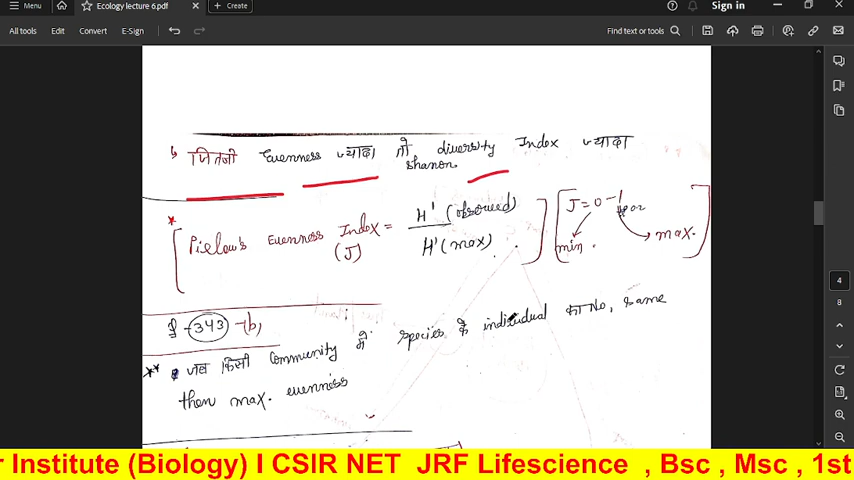 Menu
Ecology lecture 6.pdf
Create
Sign in
All tools Edit Convert E-Sign
Find text or tools
↳ जितनी Evenness ज्यादा तो diversity Index ज्यादा
shanon
* Pielou's Evenness Index = H' (observed)
(J) H' (max)
J = 0 - 1
min. max.
343 - (b)
** जब किसी Community में species के individual का No. same
then max. evenness
4
8
r Institute (Biology) I CSIR NET JRF Lifescience , Bsc , Msc , 1st